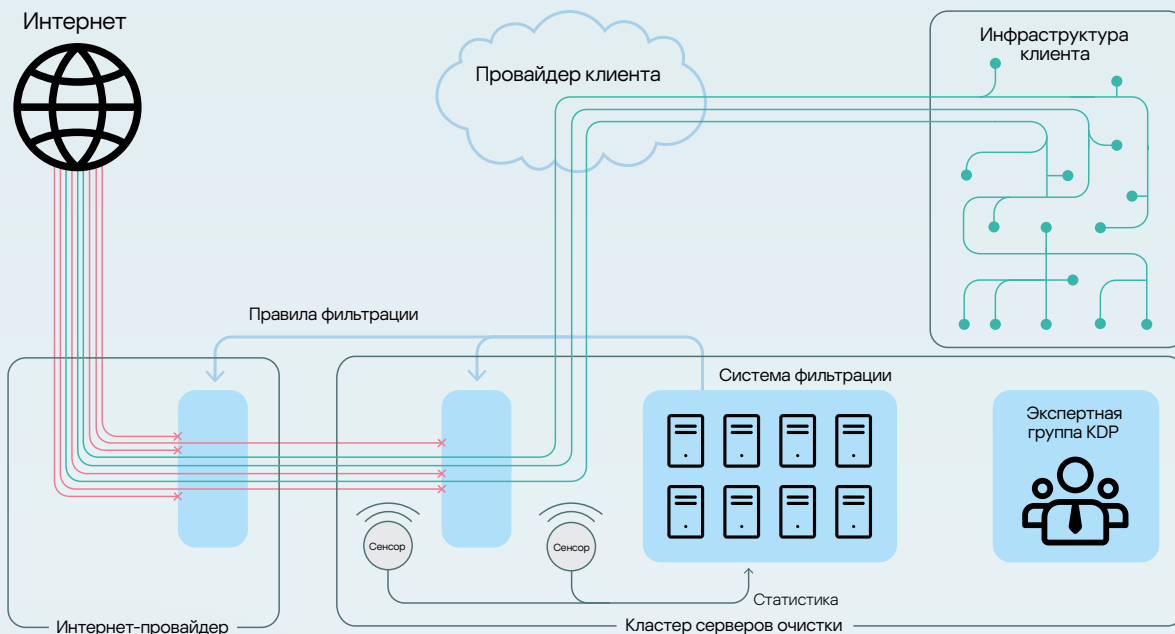 Интернет
Провайдер клиента
Инфраструктура
клиента
Правила фильтрации
Система фильтрации
Экспертная
группа KDP
Сенсор
Сенсор
Статистика
Интернет-провайдер
Кластер серверов очистки